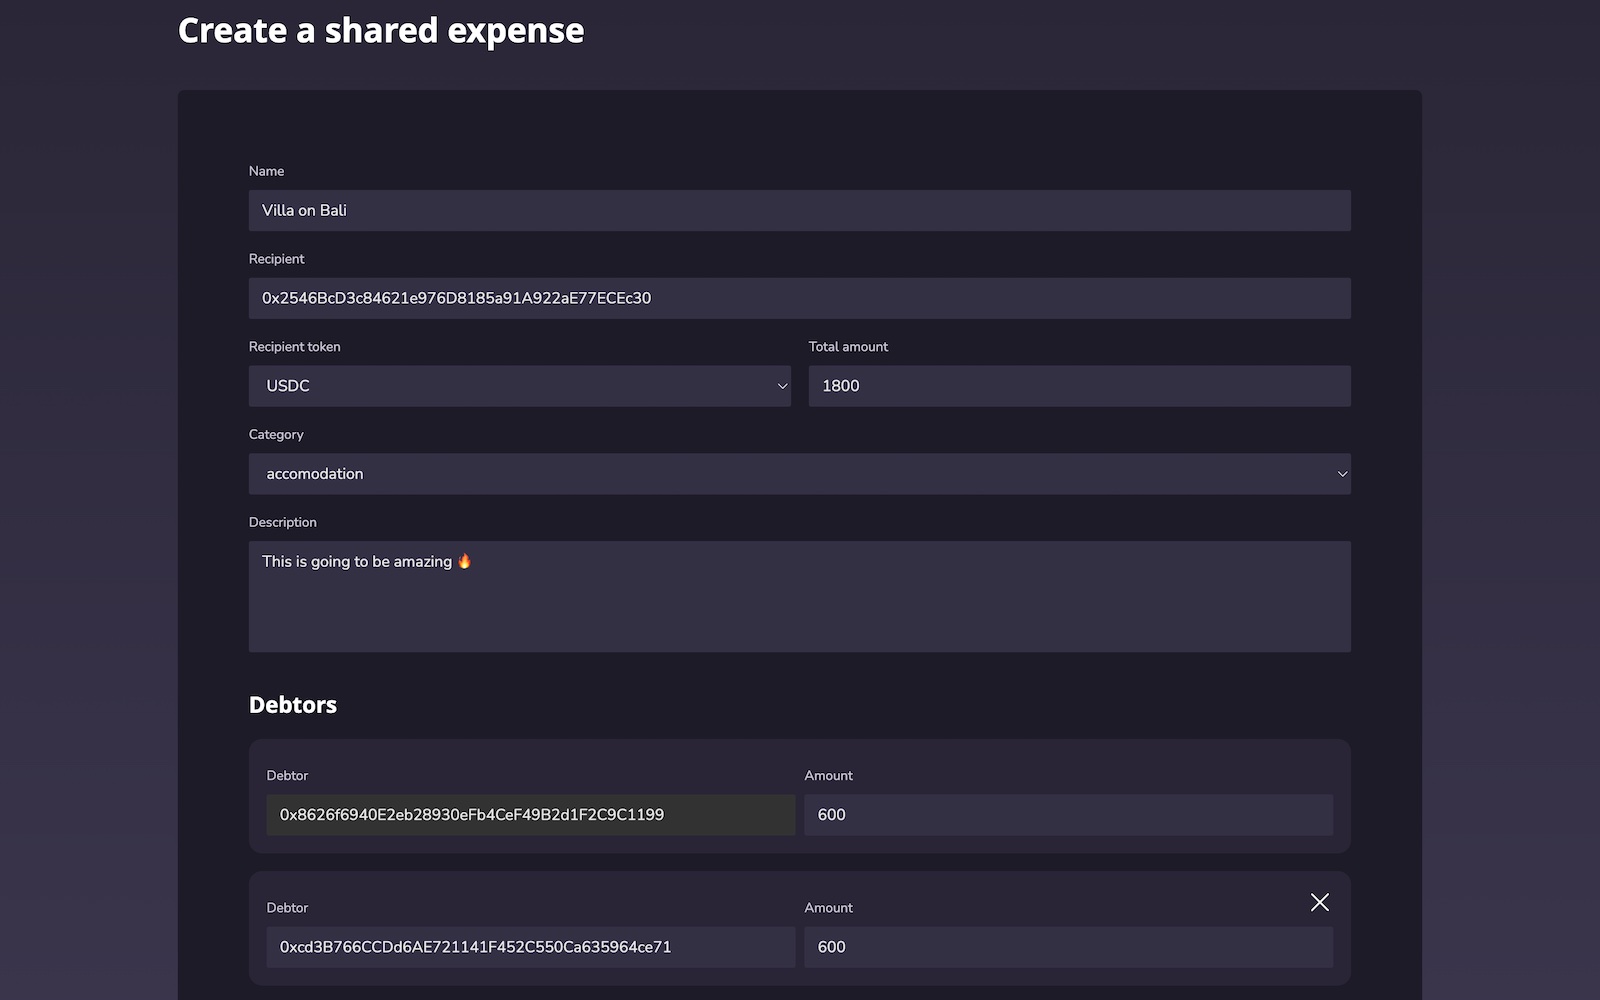 Create a shared expense
Name
Villa on Bali
Recipient
0x2546BcD3c84621e976D8185a91A922aE77ECEc30
Recipient token
Total amount
USDC
1800
Category
accomodation
Description
This is going to be amazing 🔥
Debtors
Debtor
Amount
0x8626f6940E2eb28930eFb4CeF49B2d1F2C9C1199
600
Debtor
Amount
0xcd3B766CCDd6AE721141F452C550Ca635964ce71
600